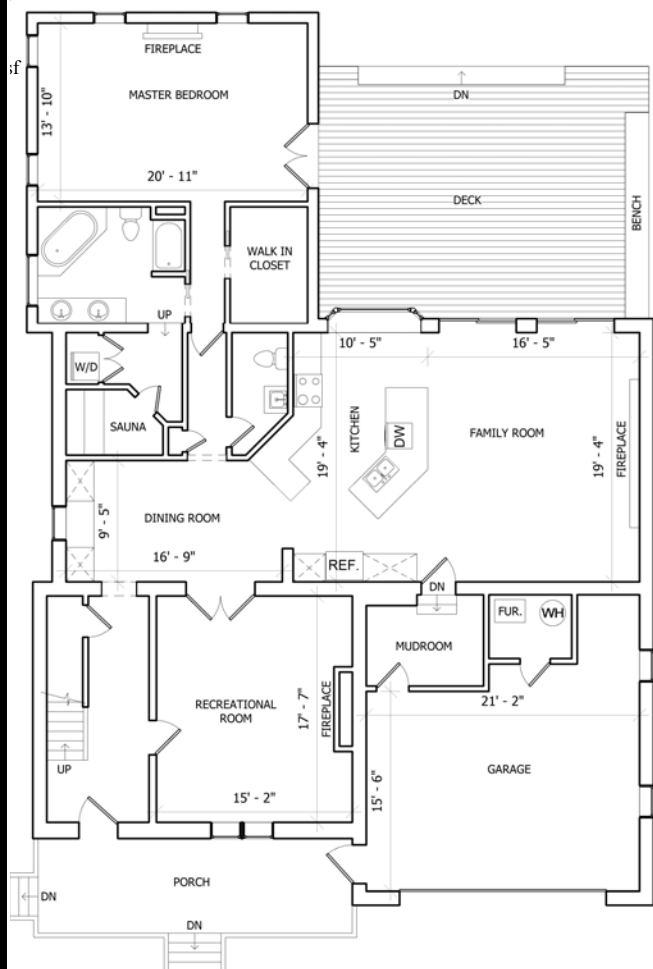 FIREPLACE
sf
MASTER BEDROOM
13' - 10"
20' - 11"
DN
DECK
BENCH
WALK IN
CLOSET
UP
W/D
SAUNA
10' - 5"
16' - 5"
KITCHEN
19' - 4"
DW
FAMILY ROOM
19' - 4"
FIREPLACE
DINING ROOM
9' - 5"
16' - 9"
REF.
DN
FUR.
WH
MUDROOM
RECREATIONAL
ROOM
17' - 7"
FIREPLACE
15' - 2"
UP
21' - 2"
GARAGE
15' - 6"
PORCH
DN
DN